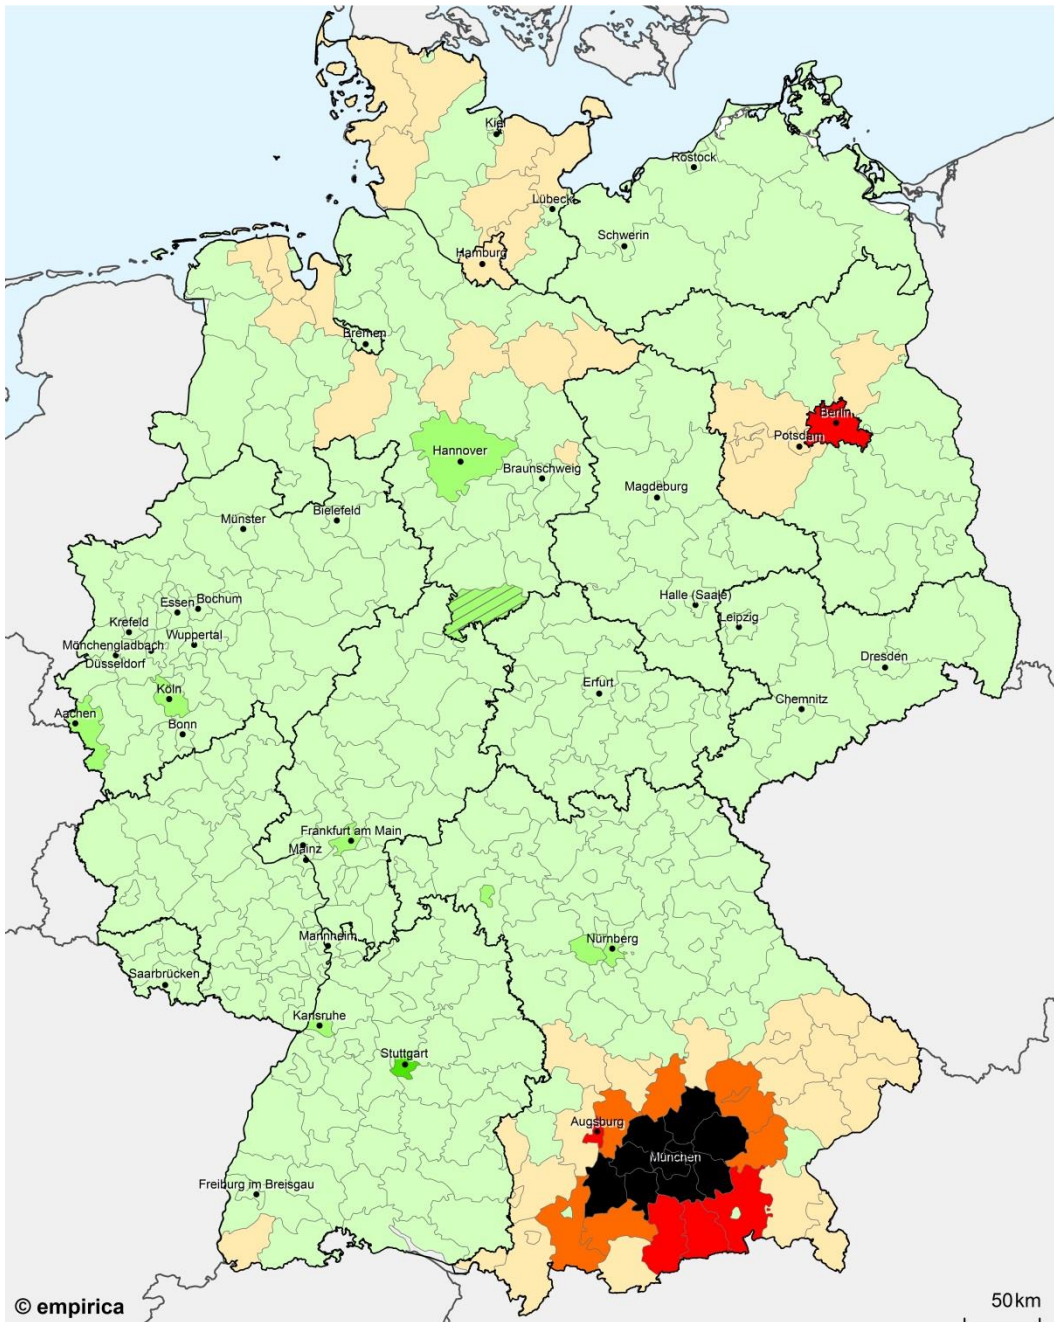 Kiel
Rostock
Lübeck
Schwerin
Hamburg
Bremen
Berlin
Potsdam
Hannover
Braunschweig
Magdeburg
Münster
Bielefeld
Essen
Bochum
Halle (Saale)
Krefeld
Leipzig
Wuppertal
Mönchengladbach
Düsseldorf
Dresden
Köln
Erfurt
Chemnitz
Aachen
Bonn
Frankfurt am Main
Mainz
Mannheim
Nürnberg
Saarbrücken
Karlsruhe
Stuttgart
Augsburg
München
Freiburg im Breisgau
© empirica
50 km